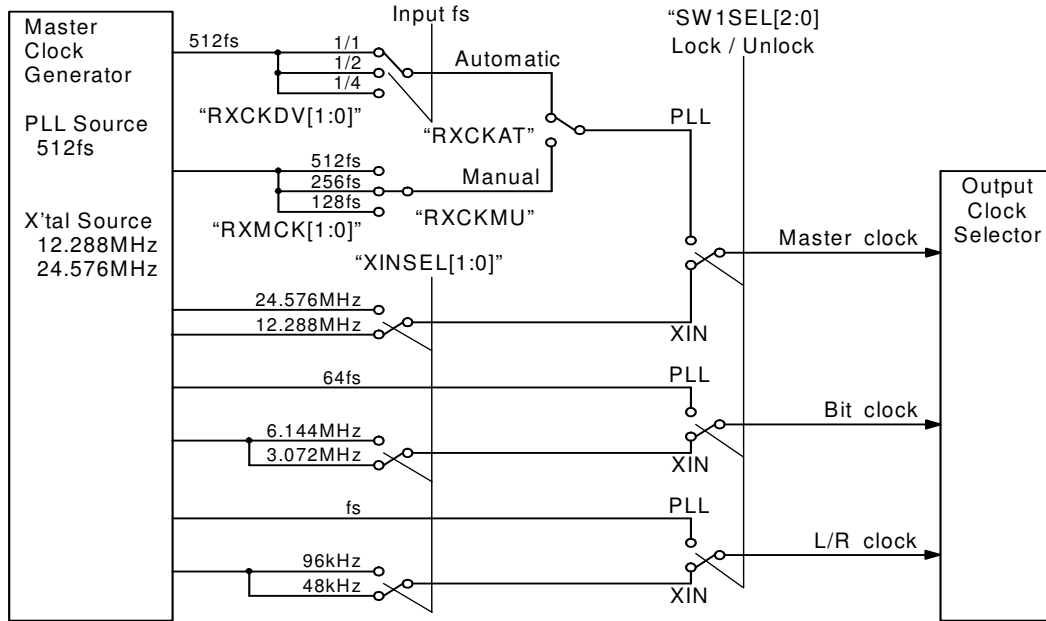 Master
Clock
Generator
PLL Source
512fs
X'tal Source
12.288MHz
24.576MHz
Input fs
“SW1SEL[2:0]
Lock / Unlock
512fs
1/1
1/2
1/4
Automatic
“RXCKDV[1:0]”
“RXCKAT”
PLL
512fs
256fs
128fs
Manual
“RXMCK[1:0]”
“RXCKMU”
“XINSEL[1:0]”
Master clock
Output
Clock
Selector
24.576MHz
12.288MHz
XIN
64fs
PLL
Bit clock
6.144MHz
3.072MHz
XIN
fs
PLL
L/R clock
96kHz
48kHz
XIN